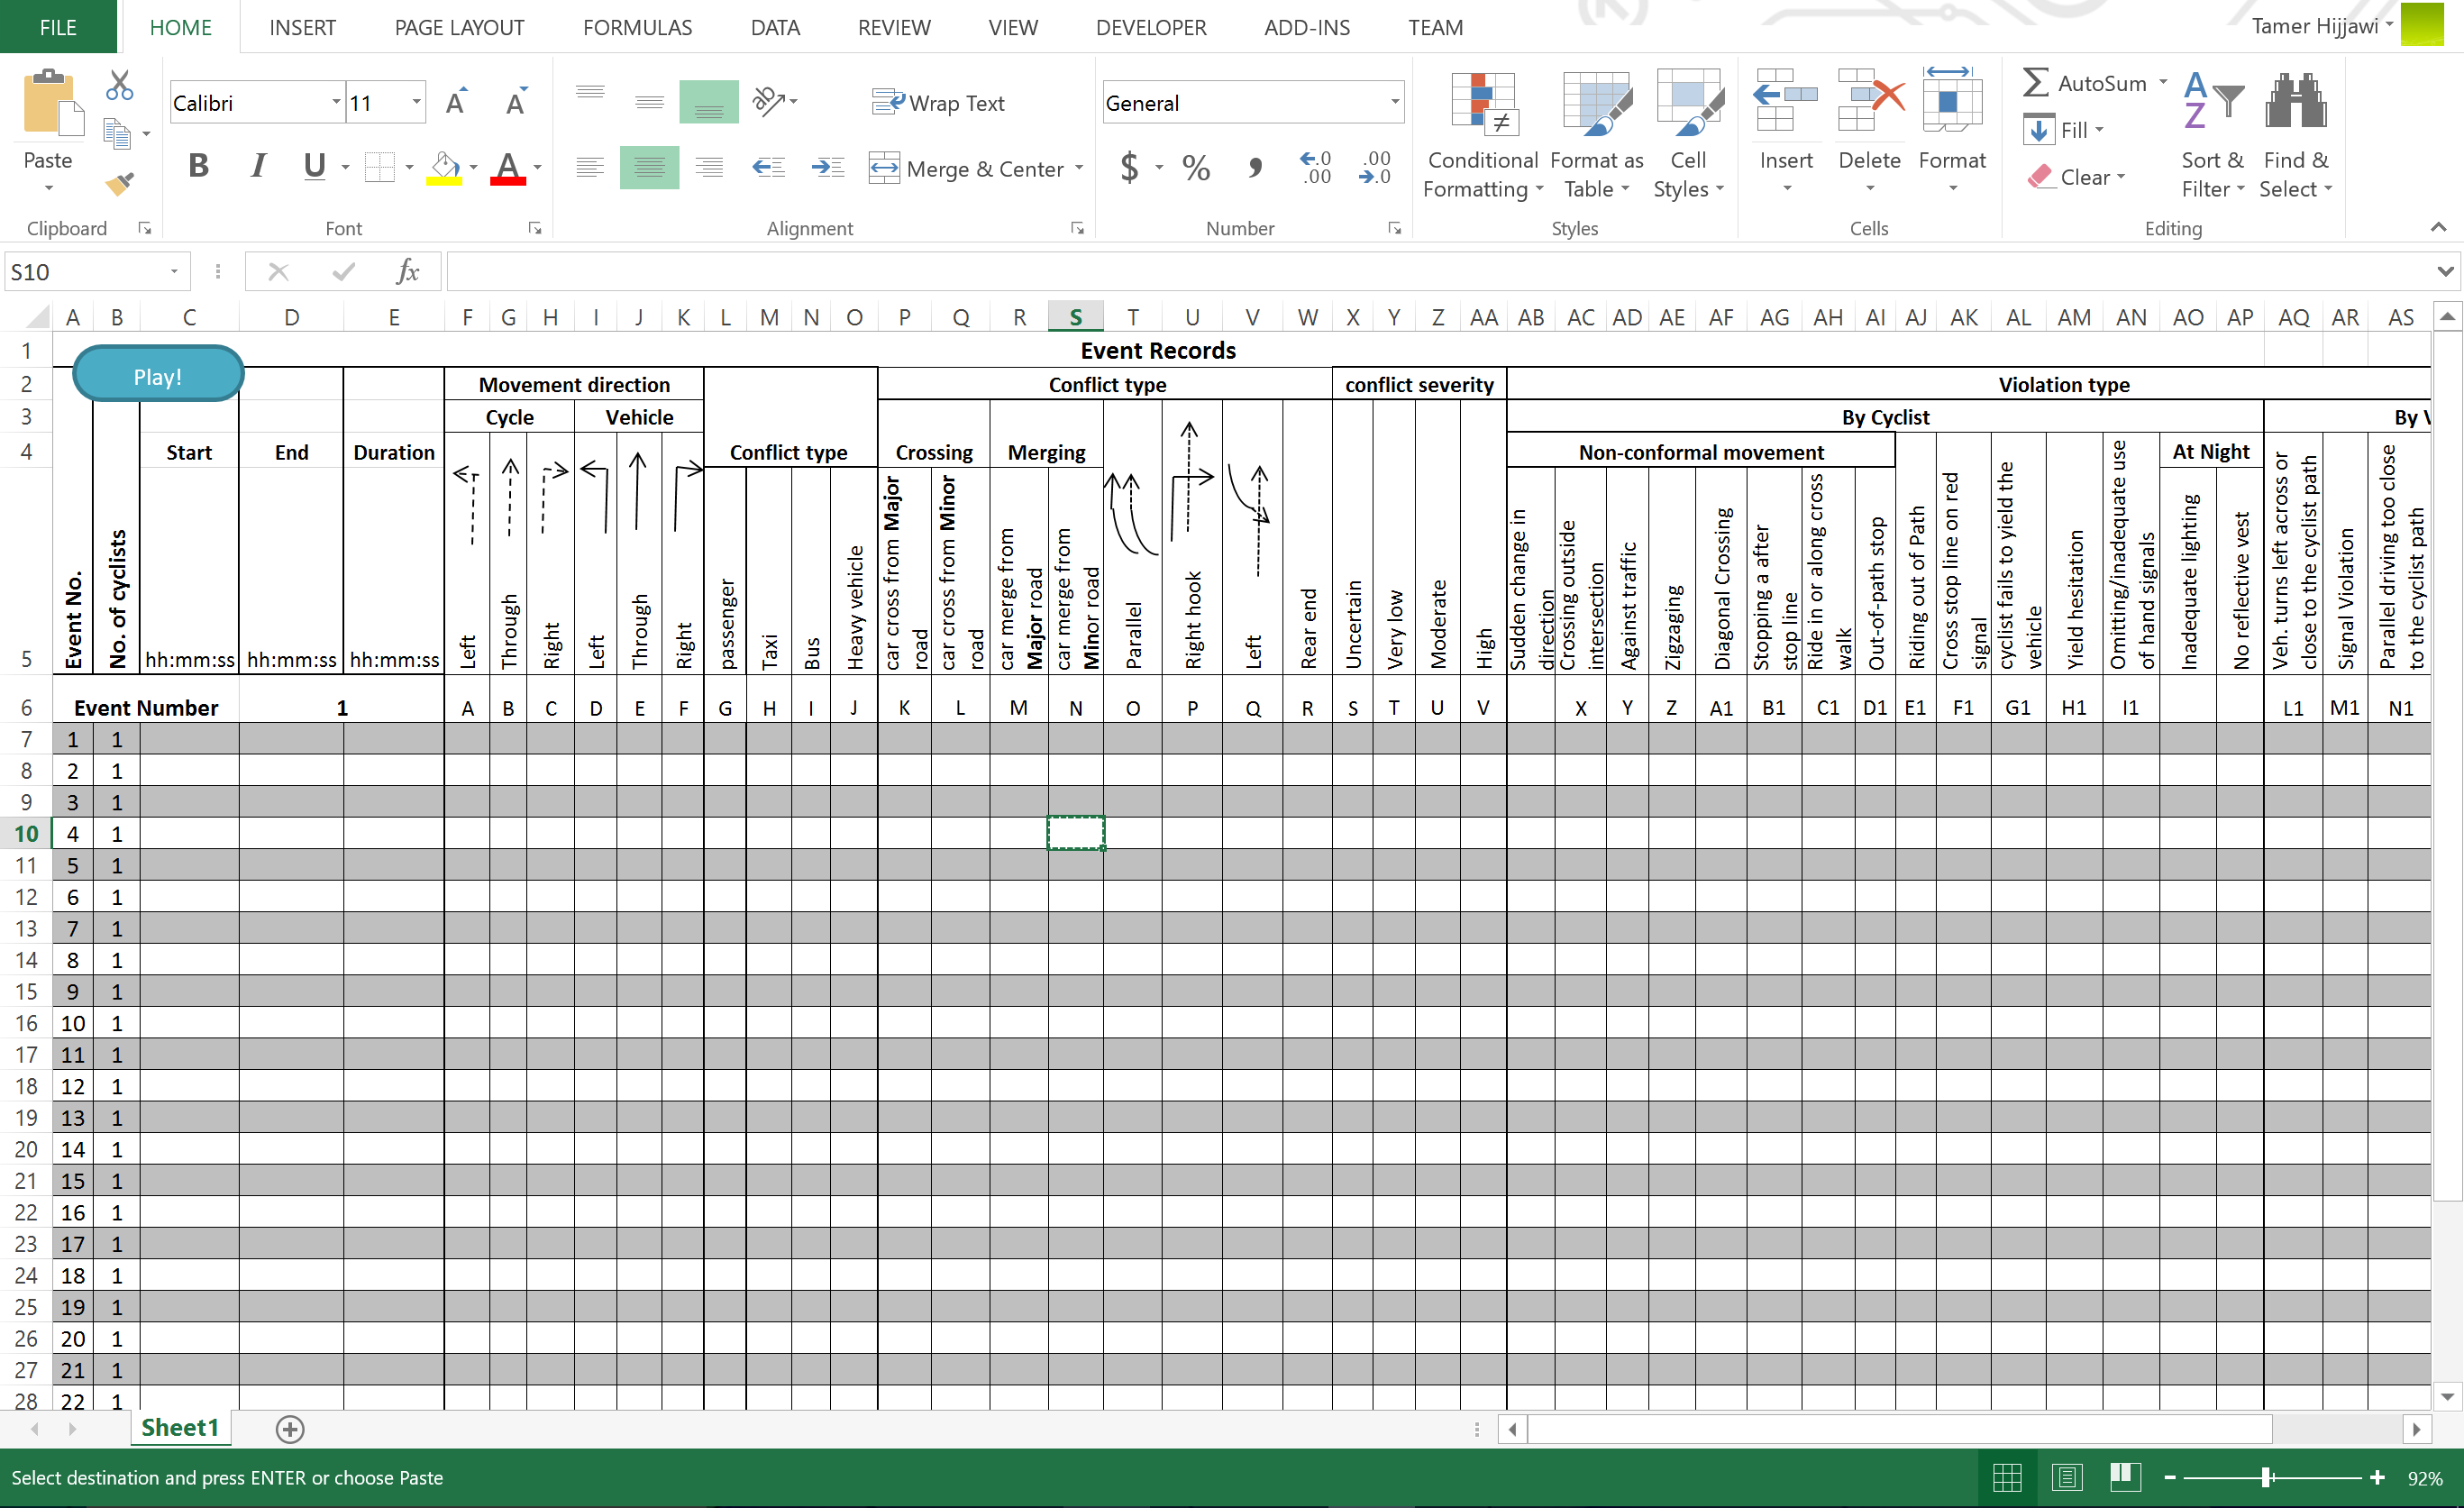 FILE HOME INSERT PAGE LAYOUT FORMULAS DATA REVIEW VIEW DEVELOPER ADD-INS TEAM Tamer Hijjawi
Calibri 11 A A Wrap Text General AutoSum
Fill
Paste B I U A Merge & Center $ % , .0 .00 .00 .0 Conditional Formatting Format as Table Cell Styles Insert Delete Format Clear Sort & Filter Find & Select
Clipboard Font Alignment Number Styles Cells Editing
S10 fx
A B C D E F G H I J K L M N O P Q R S T U V W X Y Z AA AB AC AD AE AF AG AH AI AJ AK AL AM AN AO AP AQ AR AS
1 Event Records
Play!
2 Movement direction Conflict type conflict severity Violation type
3 Cycle Vehicle By Cyclist By
4 Start End Duration Conflict type Crossing Merging Non-conformal movement At Night
5 Event No. No. of cyclists hh:mm:ss hh:mm:ss hh:mm:ss Left Through Right Left Through Right passenger Taxi Bus Heavy vehicle
car cross from Major road
car cross from Minor road
car merge from Major road
car merge from Minor road
Parallel
Right hook
Left
Rear end
Uncertain
Very low
Moderate
High
Sudden change in direction
Crossing outside intersection
Against traffic
Zigzaging
Diagonal Crossing
Stopping a after stop line
Ride in or along cross walk
Out-of-path stop
Riding out of Path
Cross stop line on red signal
cyclist fails to yield the vehicle
Yield hesitation
Omitting/inadequate use of hand signals
Inadequate lighting
No reflective vest
Veh. turns left across or close to the cyclist path
Signal Violation
Parallel driving too close to the cyclist path
6 Event Number 1 A B C D E F G H I J K L M N O P Q R S T U V X Y Z A1 B1 C1 D1 E1 F1 G1 H1 I1 L1 M1 N1
7 1 1
8 2 1
9 3 1
10 4 1
11 5 1
12 6 1
13 7 1
14 8 1
15 9 1
16 10 1
17 11 1
18 12 1
19 13 1
20 14 1
21 15 1
22 16 1
23 17 1
24 18 1
25 19 1
26 20 1
27 21 1
28 22 1
Sheet1
Select destination and press ENTER or choose Paste 92%